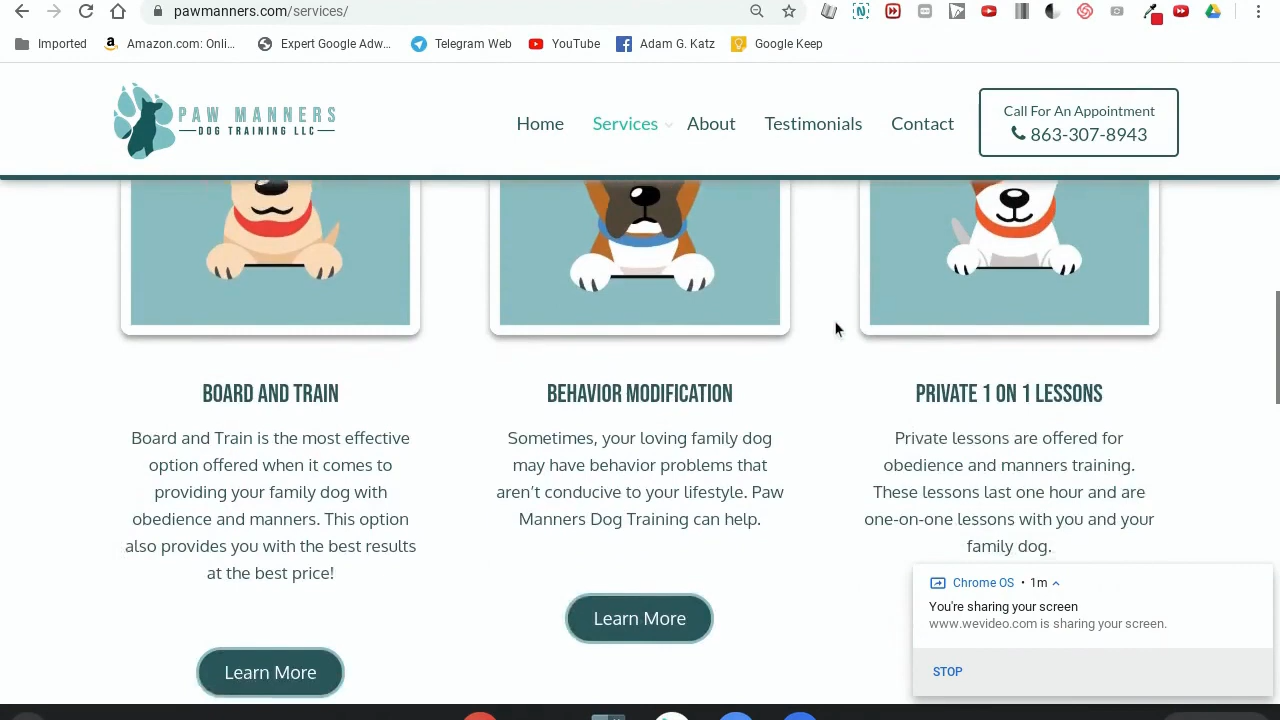 pawmanners.com/services/
Imported
Amazon.com: Onli...
Expert Google Adw...
Telegram Web
YouTube
Adam G. Katz
Google Keep
PAW MANNERS
DOG TRAINING LLC
Home
Services
About
Testimonials
Contact
Call For An Appointment
863-307-8943
BOARD AND TRAIN
Board and Train is the most effective
option offered when it comes to
providing your family dog with
obedience and manners. This option
also provides you with the best results
at the best price!
Learn More
BEHAVIOR MODIFICATION
Sometimes, your loving family dog
may have behavior problems that
aren’t conducive to your lifestyle. Paw
Manners Dog Training can help.
Learn More
PRIVATE 1 ON 1 LESSONS
Private lessons are offered for
obedience and manners training.
These lessons last one hour and are
one-on-one lessons with you and your
family dog.
Chrome OS • 1m
You're sharing your screen
www.wevideo.com is sharing your screen.
STOP